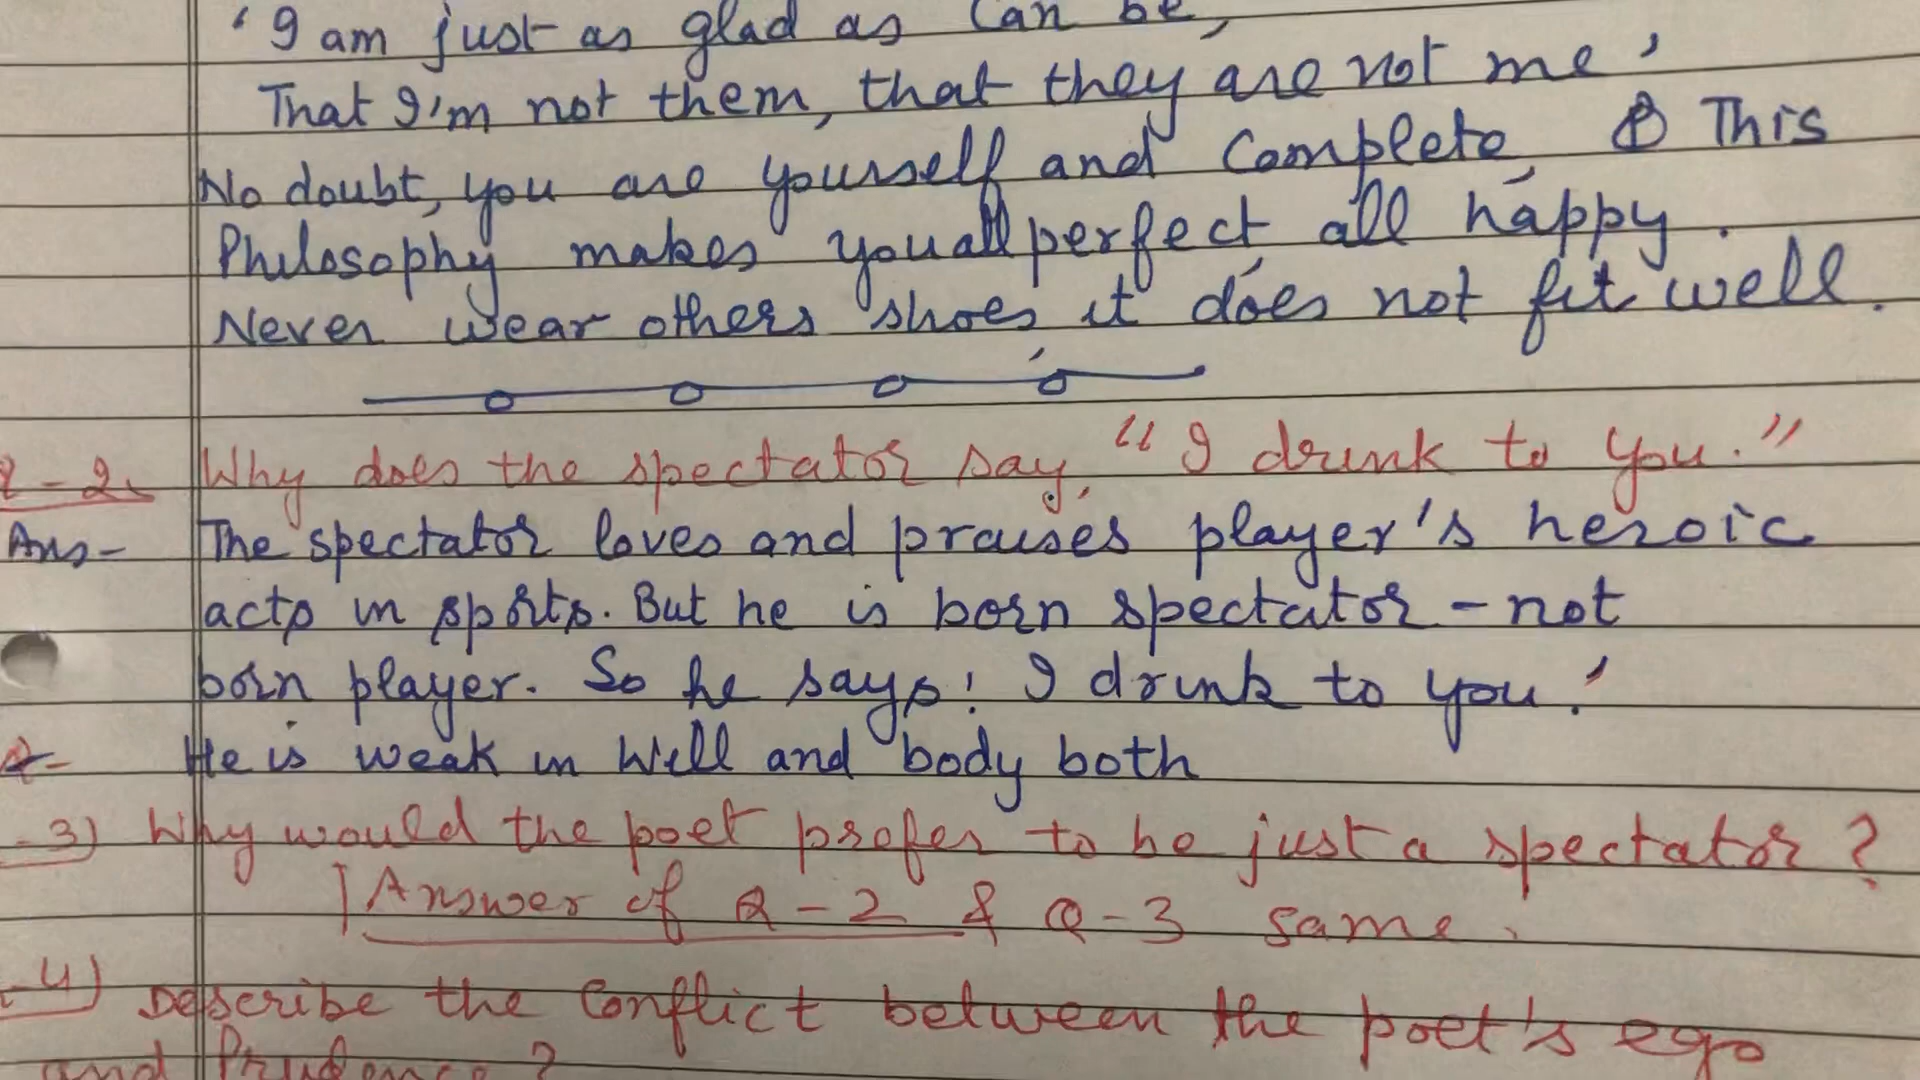 'I am just as glad as can be,
That I'm not them, that they are not me'
No doubt, you are yourself and complete, This
Philosophy makes you all perfect all happy.
Never wear others shoes, it does not fit well.
-2. Why does the spectator say, "I drink to you."
Ans- The spectator loves and praises player's heroic
acts in sports. But he is born spectator - not
born player. So he says! I drink to you!
He is weak in Will and body both
-3) Why would the poet prefer to be just a spectator?
Answer of Q-2 & Q-3 same.
-4) Describe the Conflict between the poet's ego
and Prudence?